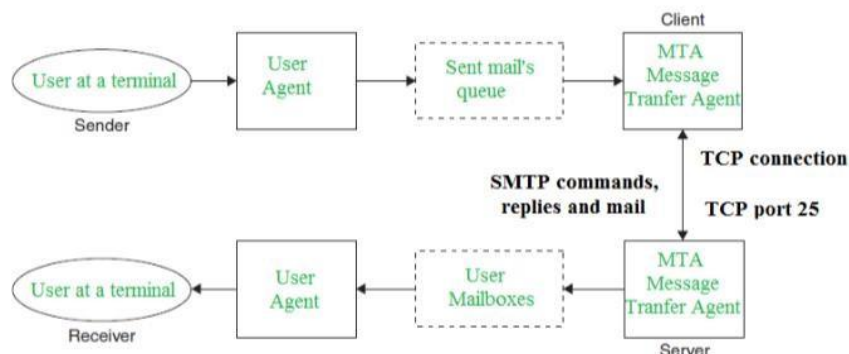 Client
User at a terminal
Sender
User
Agent
Sent mail's
queue
MTA
Message
Tranfer Agent
TCP connection
SMTP commands,
replies and mail
TCP port 25
User at a terminal
Receiver
User
Agent
User
Mailboxes
MTA
Message
Tranfer Agent
Server